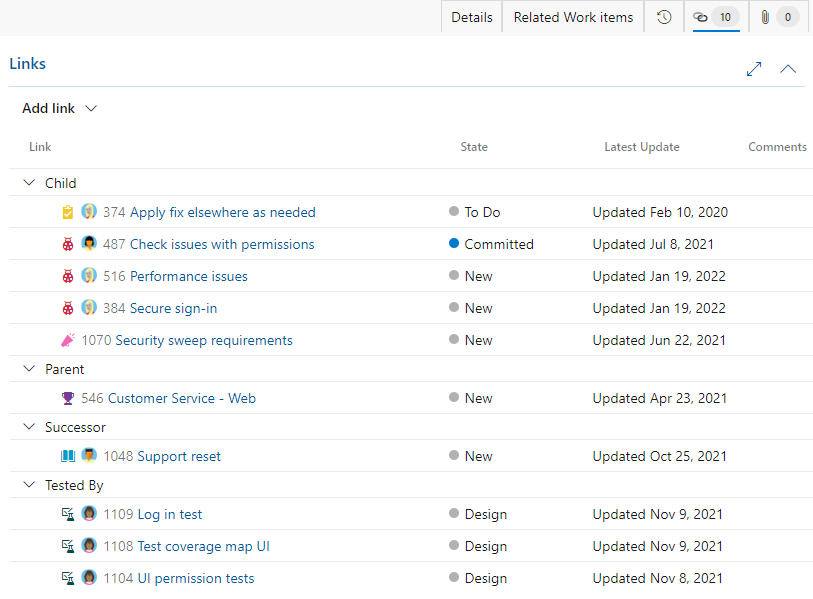 Details Related Work items 10 0
Links
Add link
Link State Latest Update Comments
Child
374 Apply fix elsewhere as needed To Do Updated Feb 10, 2020
487 Check issues with permissions Committed Updated Jul 8, 2021
516 Performance issues New Updated Jan 19, 2022
384 Secure sign-in New Updated Jan 19, 2022
1070 Security sweep requirements New Updated Jun 22, 2021
Parent
546 Customer Service - Web New Updated Apr 23, 2021
Successor
1048 Support reset New Updated Oct 25, 2021
Tested By
1109 Log in test Design Updated Nov 9, 2021
1108 Test coverage map UI Design Updated Nov 9, 2021
1104 UI permission tests Design Updated Nov 8, 2021